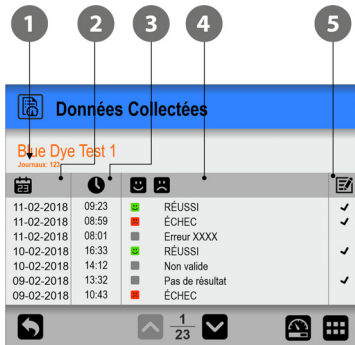 1 2 3 4 5
Données Collectées
Blue Dye Test 1
Journaux: 123
23
11-02-2018 09:23 RÉUSSI
11-02-2018 08:59 ÉCHEC
11-02-2018 08:01 Erreur XXXX
10-02-2018 16:33 RÉUSSI
10-02-2018 14:12 Non valide
09-02-2018 13:32 Pas de résultat
09-02-2018 10:43 ÉCHEC
1
23